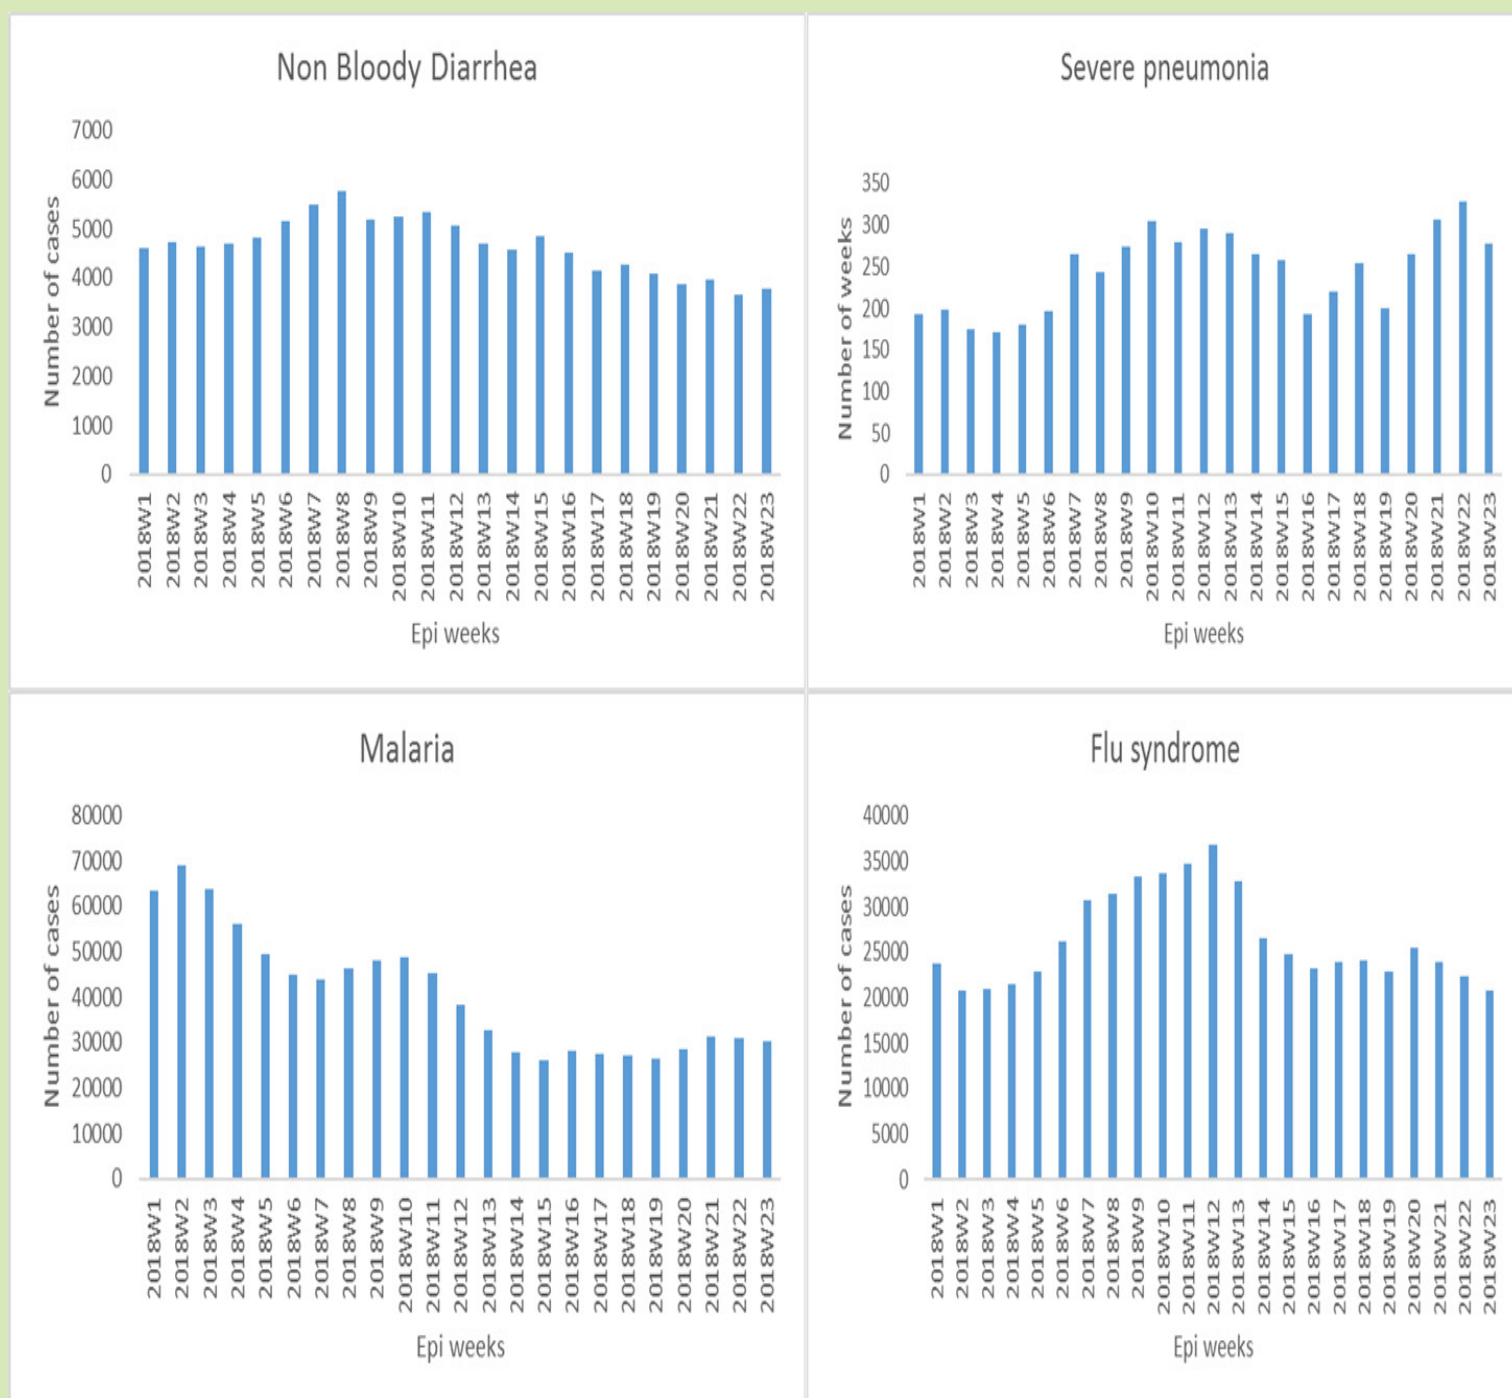 Non Bloody Diarrhea
7000
6000
5000
4000
3000
2000
1000
0
Number of cases
2018W1
2018W2
2018W3
2018W4
2018W5
2018W6
2018W7
2018W8
2018W9
2018W10
2018W11
2018W12
2018W13
2018W14
2018W15
2018W16
2018W17
2018W18
2018W19
2018W20
2018W21
2018W22
2018W23
Epi weeks
Severe pneumonia
350
300
250
200
150
100
50
0
Number of weeks
2018W1
2018W2
2018W3
2018W4
2018W5
2018W6
2018W7
2018W8
2018W9
2018W10
2018W11
2018W12
2018W13
2018W14
2018W15
2018W16
2018W17
2018W18
2018W19
2018W20
2018W21
2018W22
2018W23
Epi weeks
Malaria
80000
70000
60000
50000
40000
30000
20000
10000
0
Number of cases
2018W1
2018W2
2018W3
2018W4
2018W5
2018W6
2018W7
2018W8
2018W9
2018W10
2018W11
2018W12
2018W13
2018W14
2018W15
2018W16
2018W17
2018W18
2018W19
2018W20
2018W21
2018W22
2018W23
Epi weeks
Flu syndrome
40000
35000
30000
25000
20000
15000
10000
5000
0
Number of cases
2018W1
2018W2
2018W3
2018W4
2018W5
2018W6
2018W7
2018W8
2018W9
2018W10
2018W11
2018W12
2018W13
2018W14
2018W15
2018W16
2018W17
2018W18
2018W19
2018W20
2018W21
2018W22
2018W23
Epi weeks